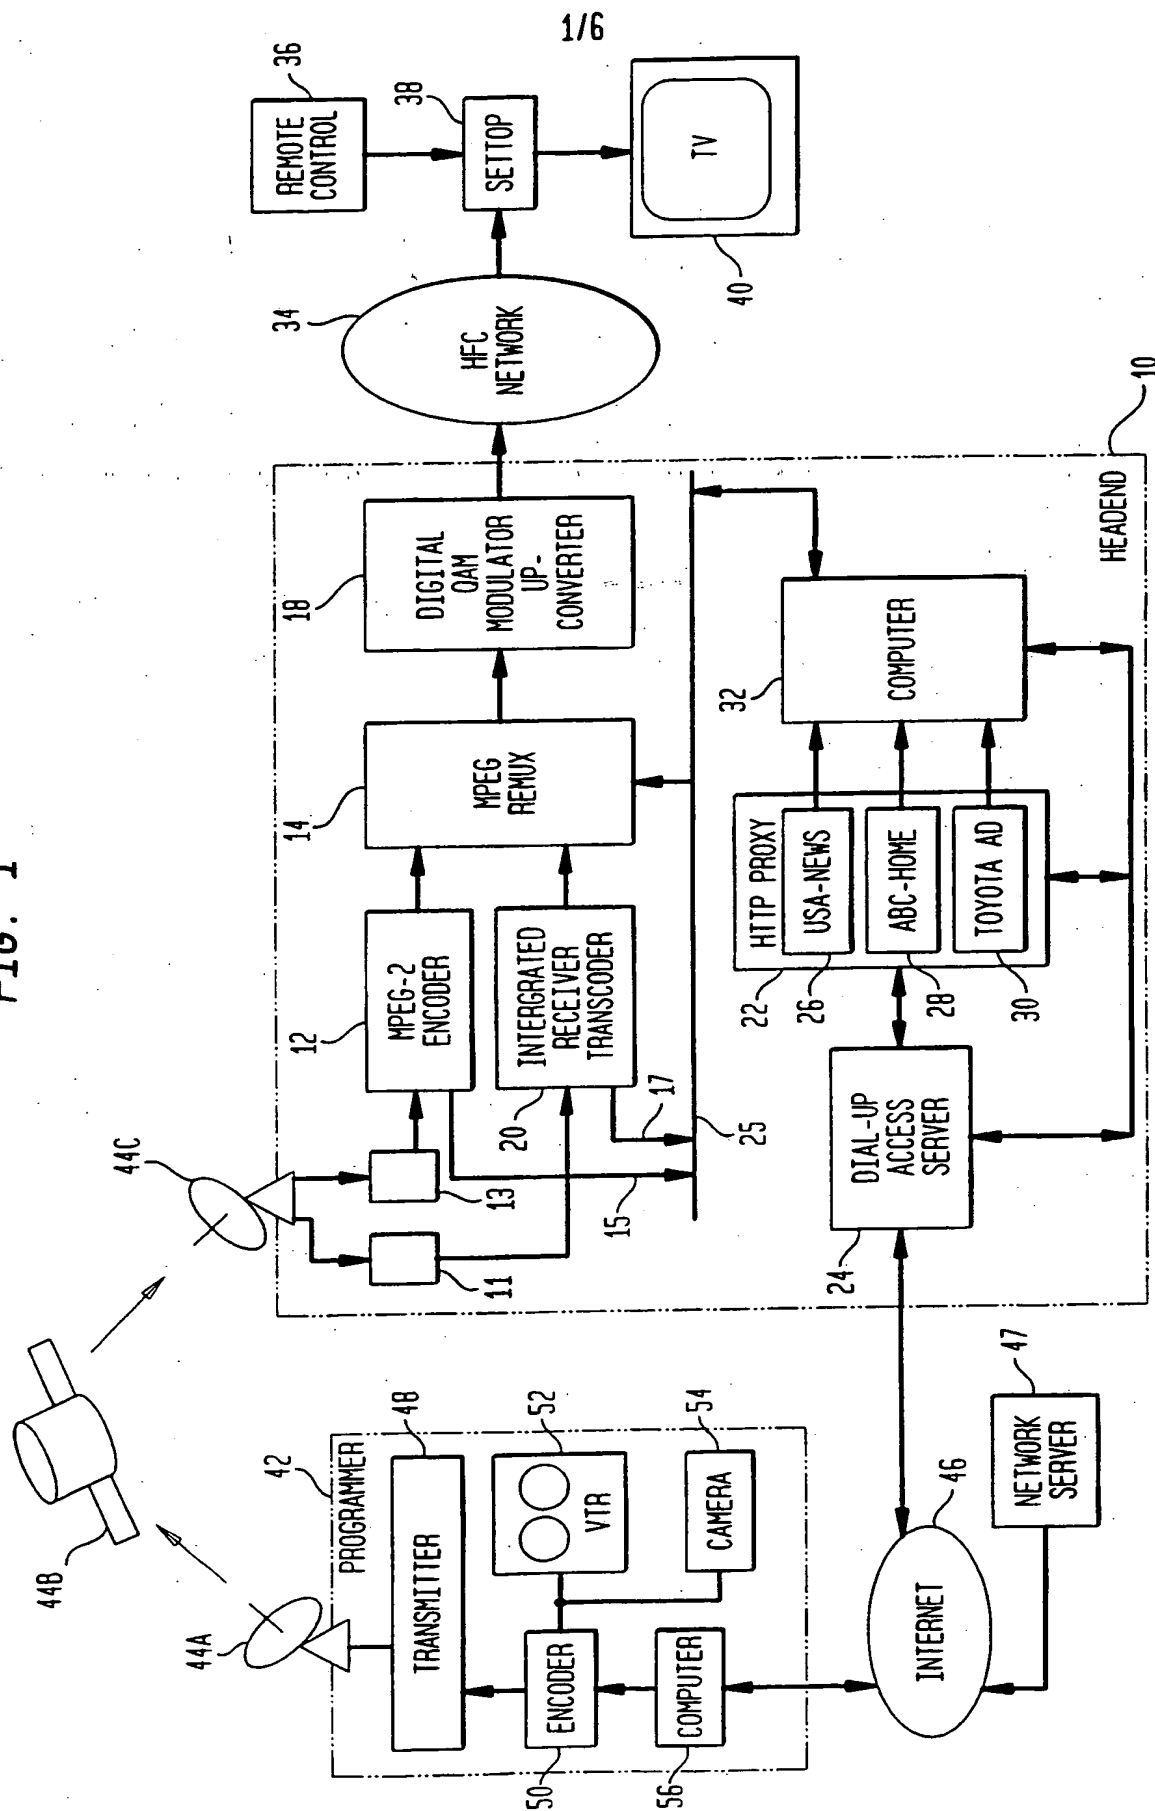 1/6
FIG. 1
44B
44A
44C
PROGRAMMER
42
TRANSMITTER
48
ENCODER
50
VTR
52
CAMERA
54
COMPUTER
56
INTERNET
46
NETWORK
SERVER
47
HEADEND
10
11
13
MPEG-2
ENCODER
12
INTERGRATED
RECEIVER
TRANSCODER
20
15
17
25
MPEG
REMUX
14
DIGITAL
QAM
MODULATOR
UP-
CONVERTER
18
DIAL-UP
ACCESS
SERVER
24
HTTP PROXY
22
USA-NEWS
26
ABC-HOME
28
TOYOTA AD
30
COMPUTER
32
HFC
NETWORK
34
REMOTE
CONTROL
36
SETTOP
38
TV
40